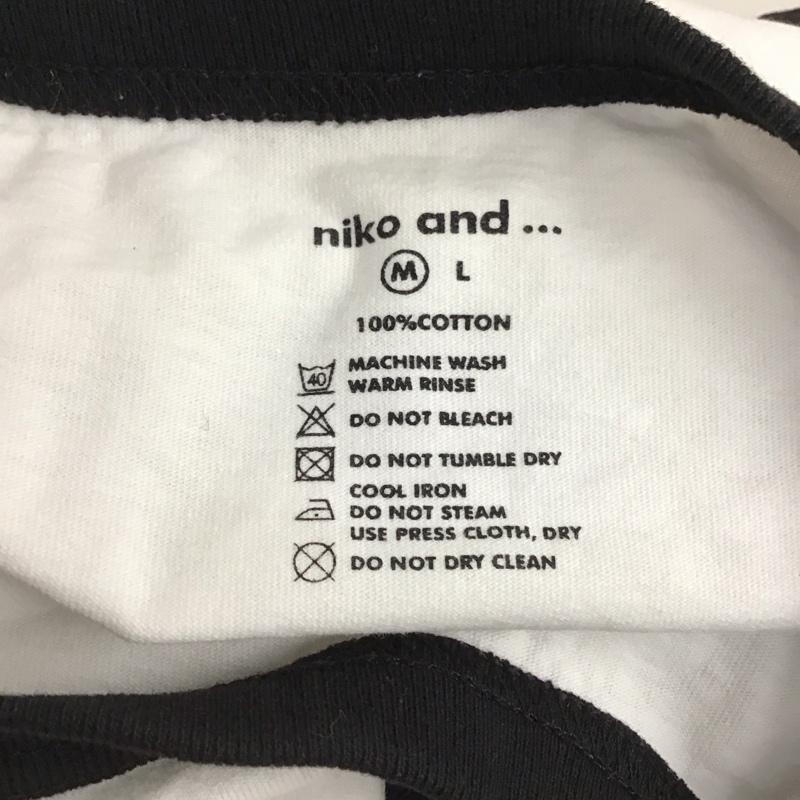 niko and ...
M L
100%COTTON
40 MACHINE WASH
WARM RINSE
DO NOT BLEACH
DO NOT TUMBLE DRY
COOL IRON
DO NOT STEAM
USE PRESS CLOTH, DRY
DO NOT DRY CLEAN